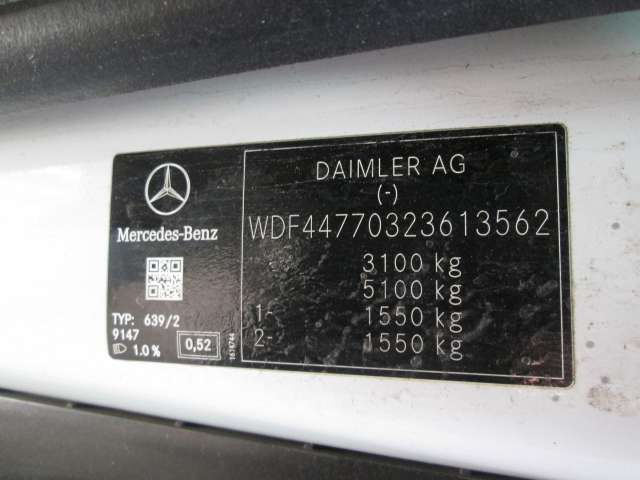 Mercedes-Benz
TYP: 639/2
9147
1.0 %
0,52
DAIMLER AG
(-)
WDF44770323613562
3100 kg
5100 kg
1- 1550 kg
2- 1550 kg